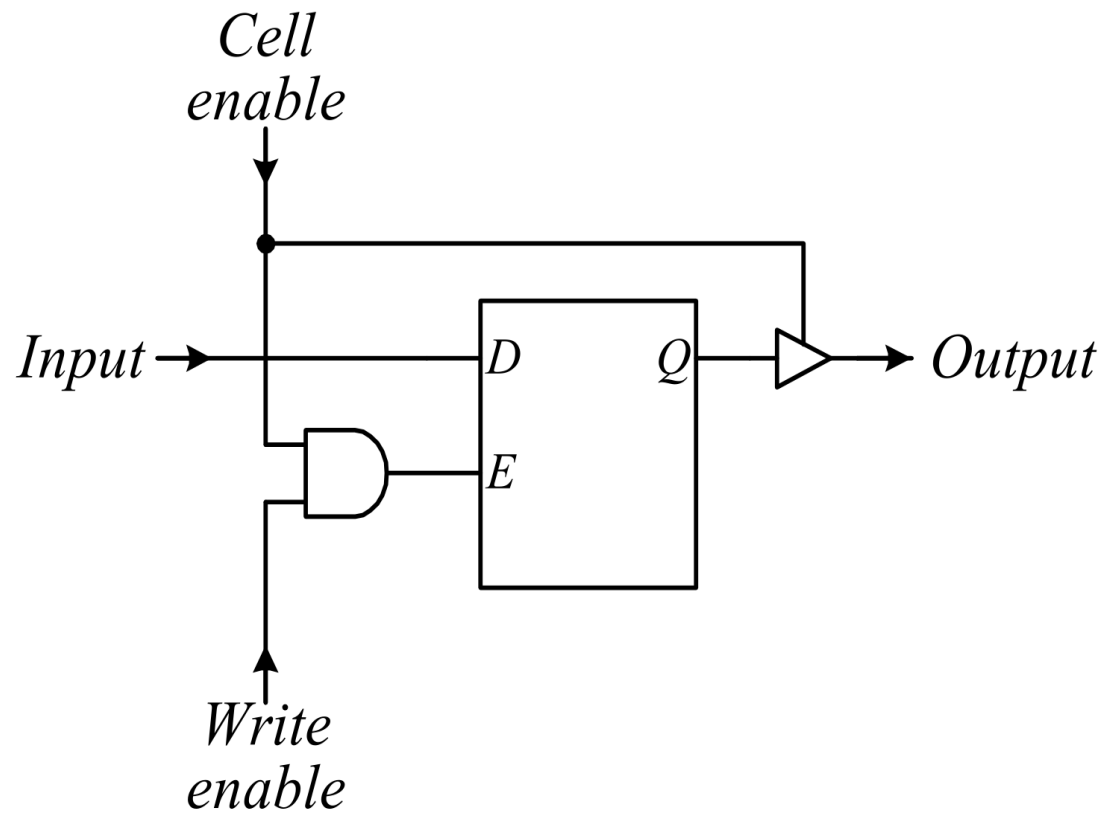 Cell
enable
Input
D
Q
Output
E
Write
enable